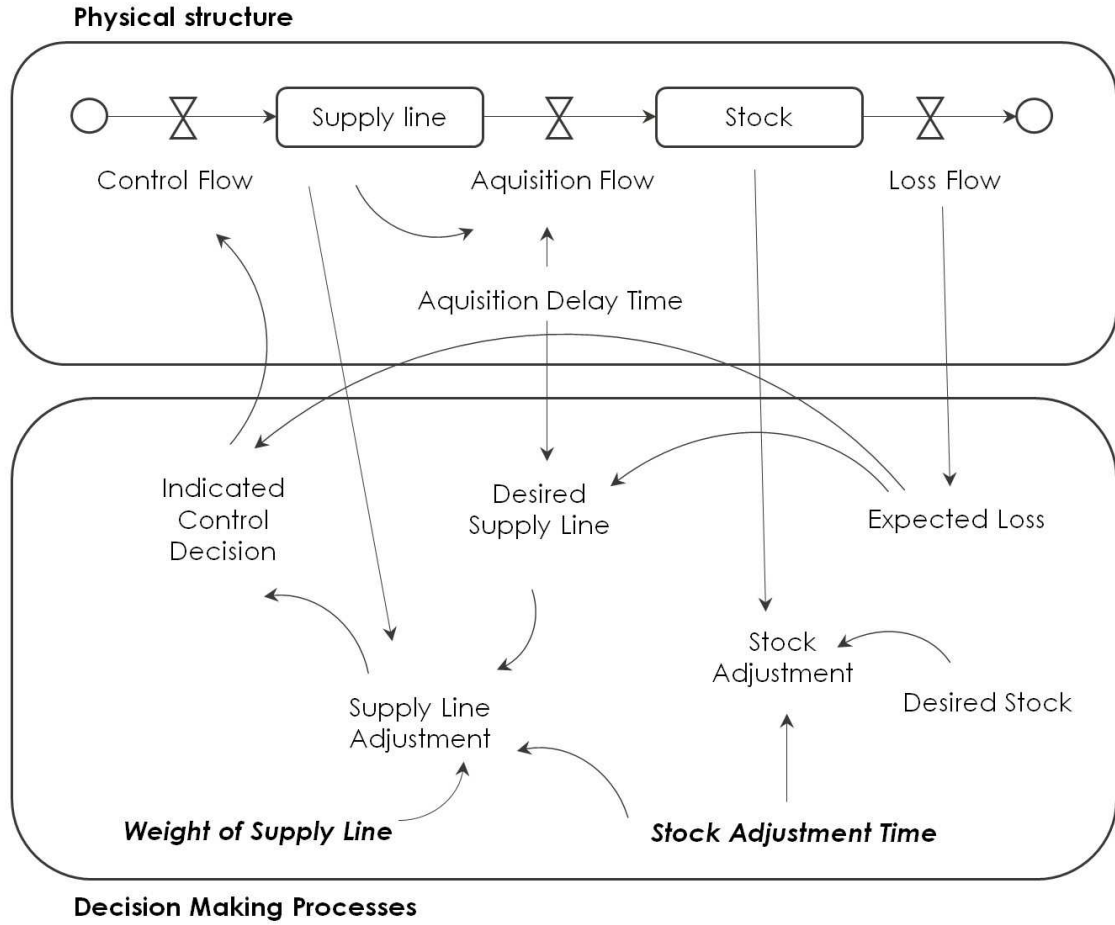 Physical structure
Supply line
Stock
Control Flow
Aquisition Flow
Loss Flow
Aquisition Delay Time
Indicated
Control
Decision
Desired
Supply Line
Expected Loss
Stock
Adjustment
Desired Stock
Supply Line
Adjustment
Weight of Supply Line
Stock Adjustment Time
Decision Making Processes